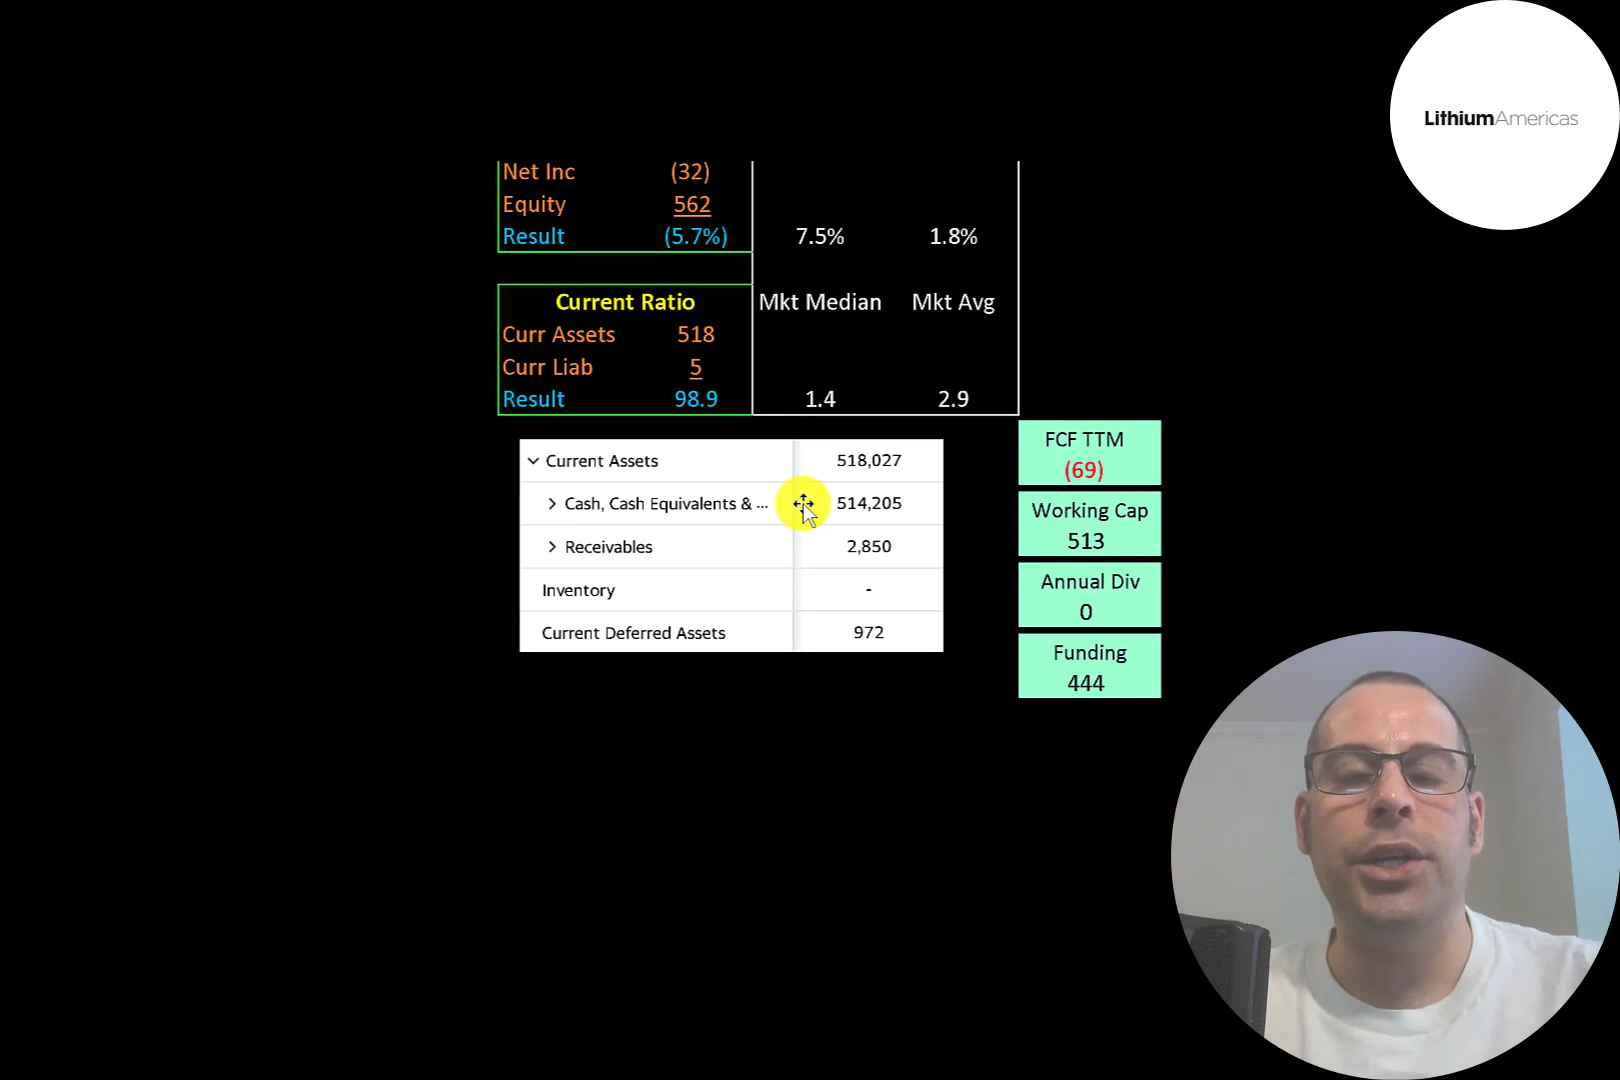 LithiumAmericas
Net Inc (32)
Equity 562
Result (5.7%) 7.5% 1.8%
Current Ratio Mkt Median Mkt Avg
Curr Assets 518
Curr Liab 5
Result 98.9 1.4 2.9
Current Assets 518,027
Cash, Cash Equivalents & ... 514,205
Receivables 2,850
Inventory -
Current Deferred Assets 972
FCF TTM
(69)
Working Cap
513
Annual Div
0
Funding
444